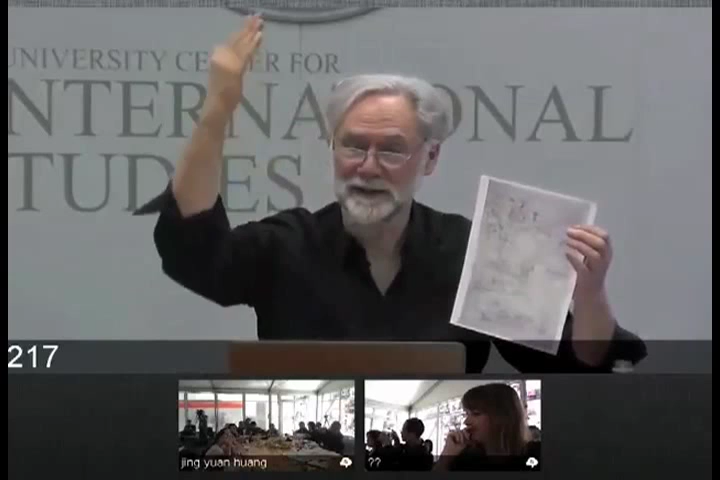 UNIVERSITY CENTER FOR
INTERNATIONAL
STUDIES
217
jing yuan huang
??